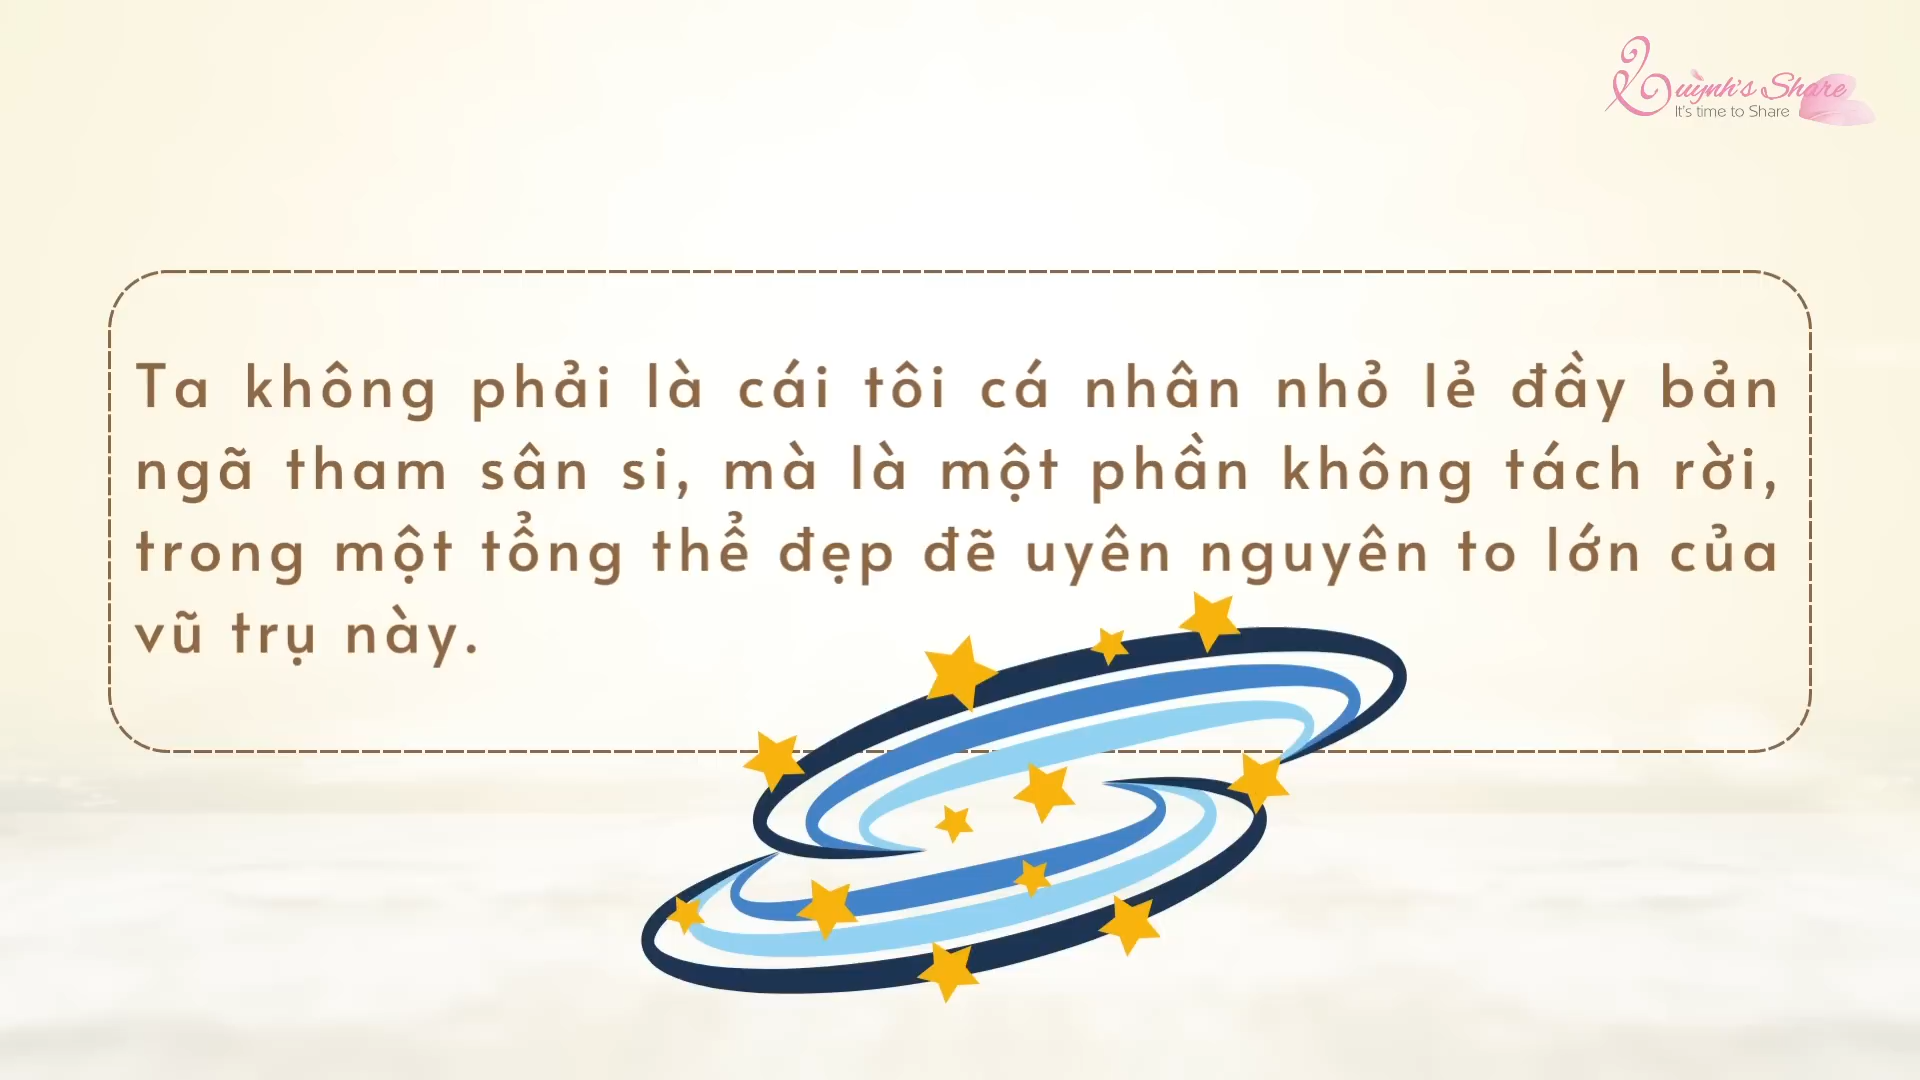 Quỳnh's Share
It's time to Share
Ta không phải là cái tôi cá nhân nhỏ lẻ đầy bản
ngã tham sân si, mà là một phần không tách rời,
trong một tổng thể đẹp đẽ uyên nguyên to lớn của
vũ trụ này.